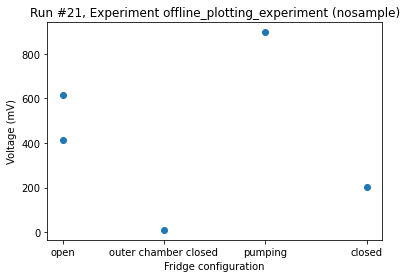 Run #21, Experiment offline_plotting_experiment (nosample)
800
600
400
200
0
Voltage (mV)
open
outer chamber closed
pumping
closed
Fridge configuration